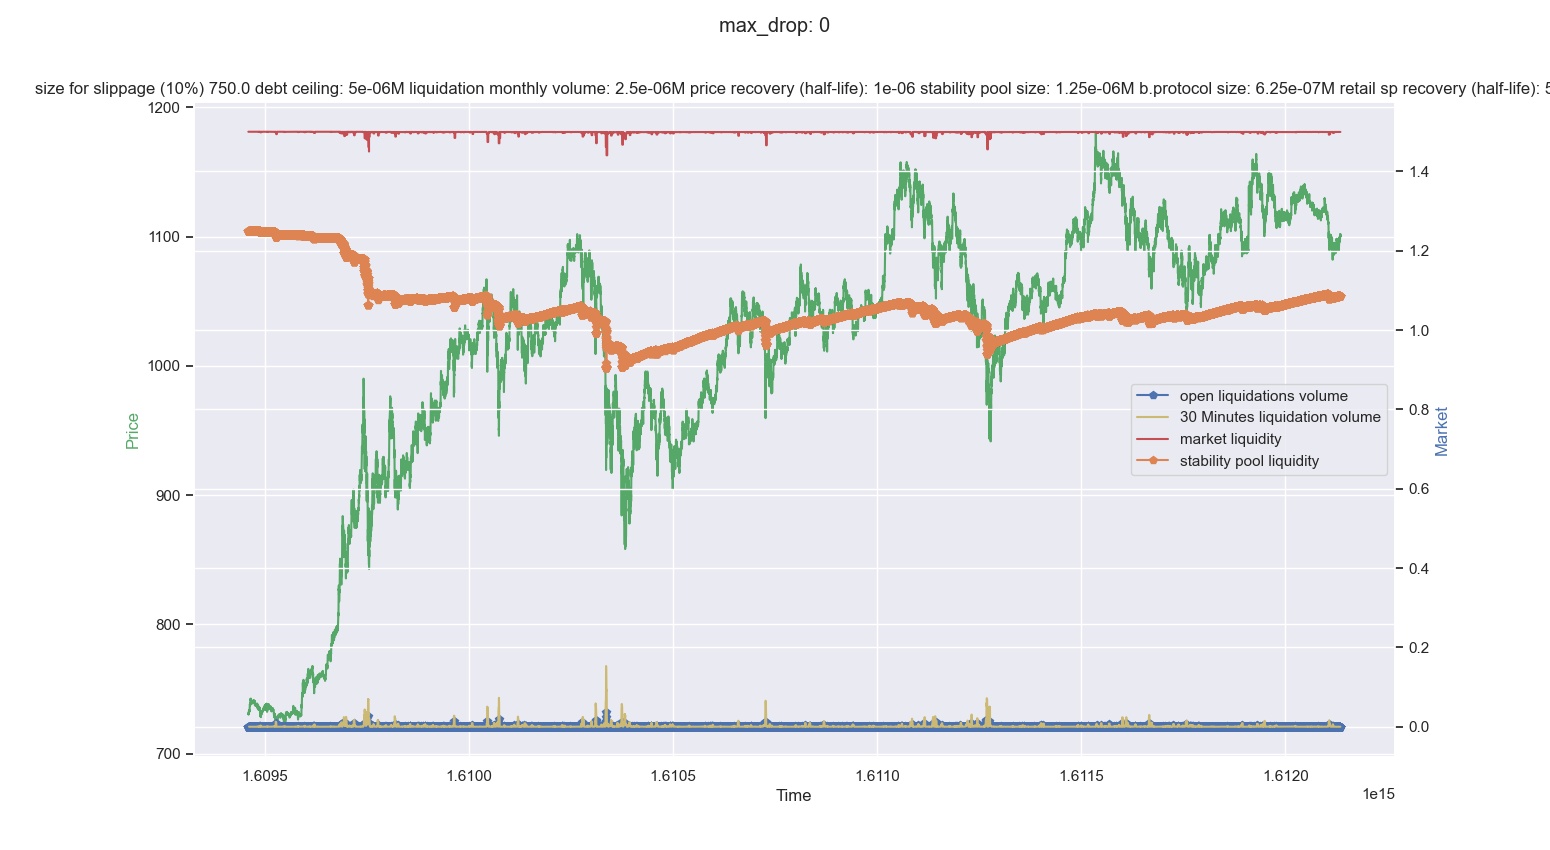 max_drop: 0
size for slippage (10%) 750.0 debt ceiling: 5e-06M liquidation monthly volume: 2.5e-06M price recovery (half-life): 1e-06 stability pool size: 1.25e-06M b.protocol size: 6.25e-07M retail sp recovery (half-life):
1200
1100
1000
900
800
700
Price
1.4
1.2
1.0
0.8
0.6
0.4
0.2
0.0
Market
open liquidations volume
30 Minutes liquidation volume
market liquidity
stability pool liquidity
1.6095 1.6100 1.6105 1.6110 1.6115 1.6120
Time
1e15